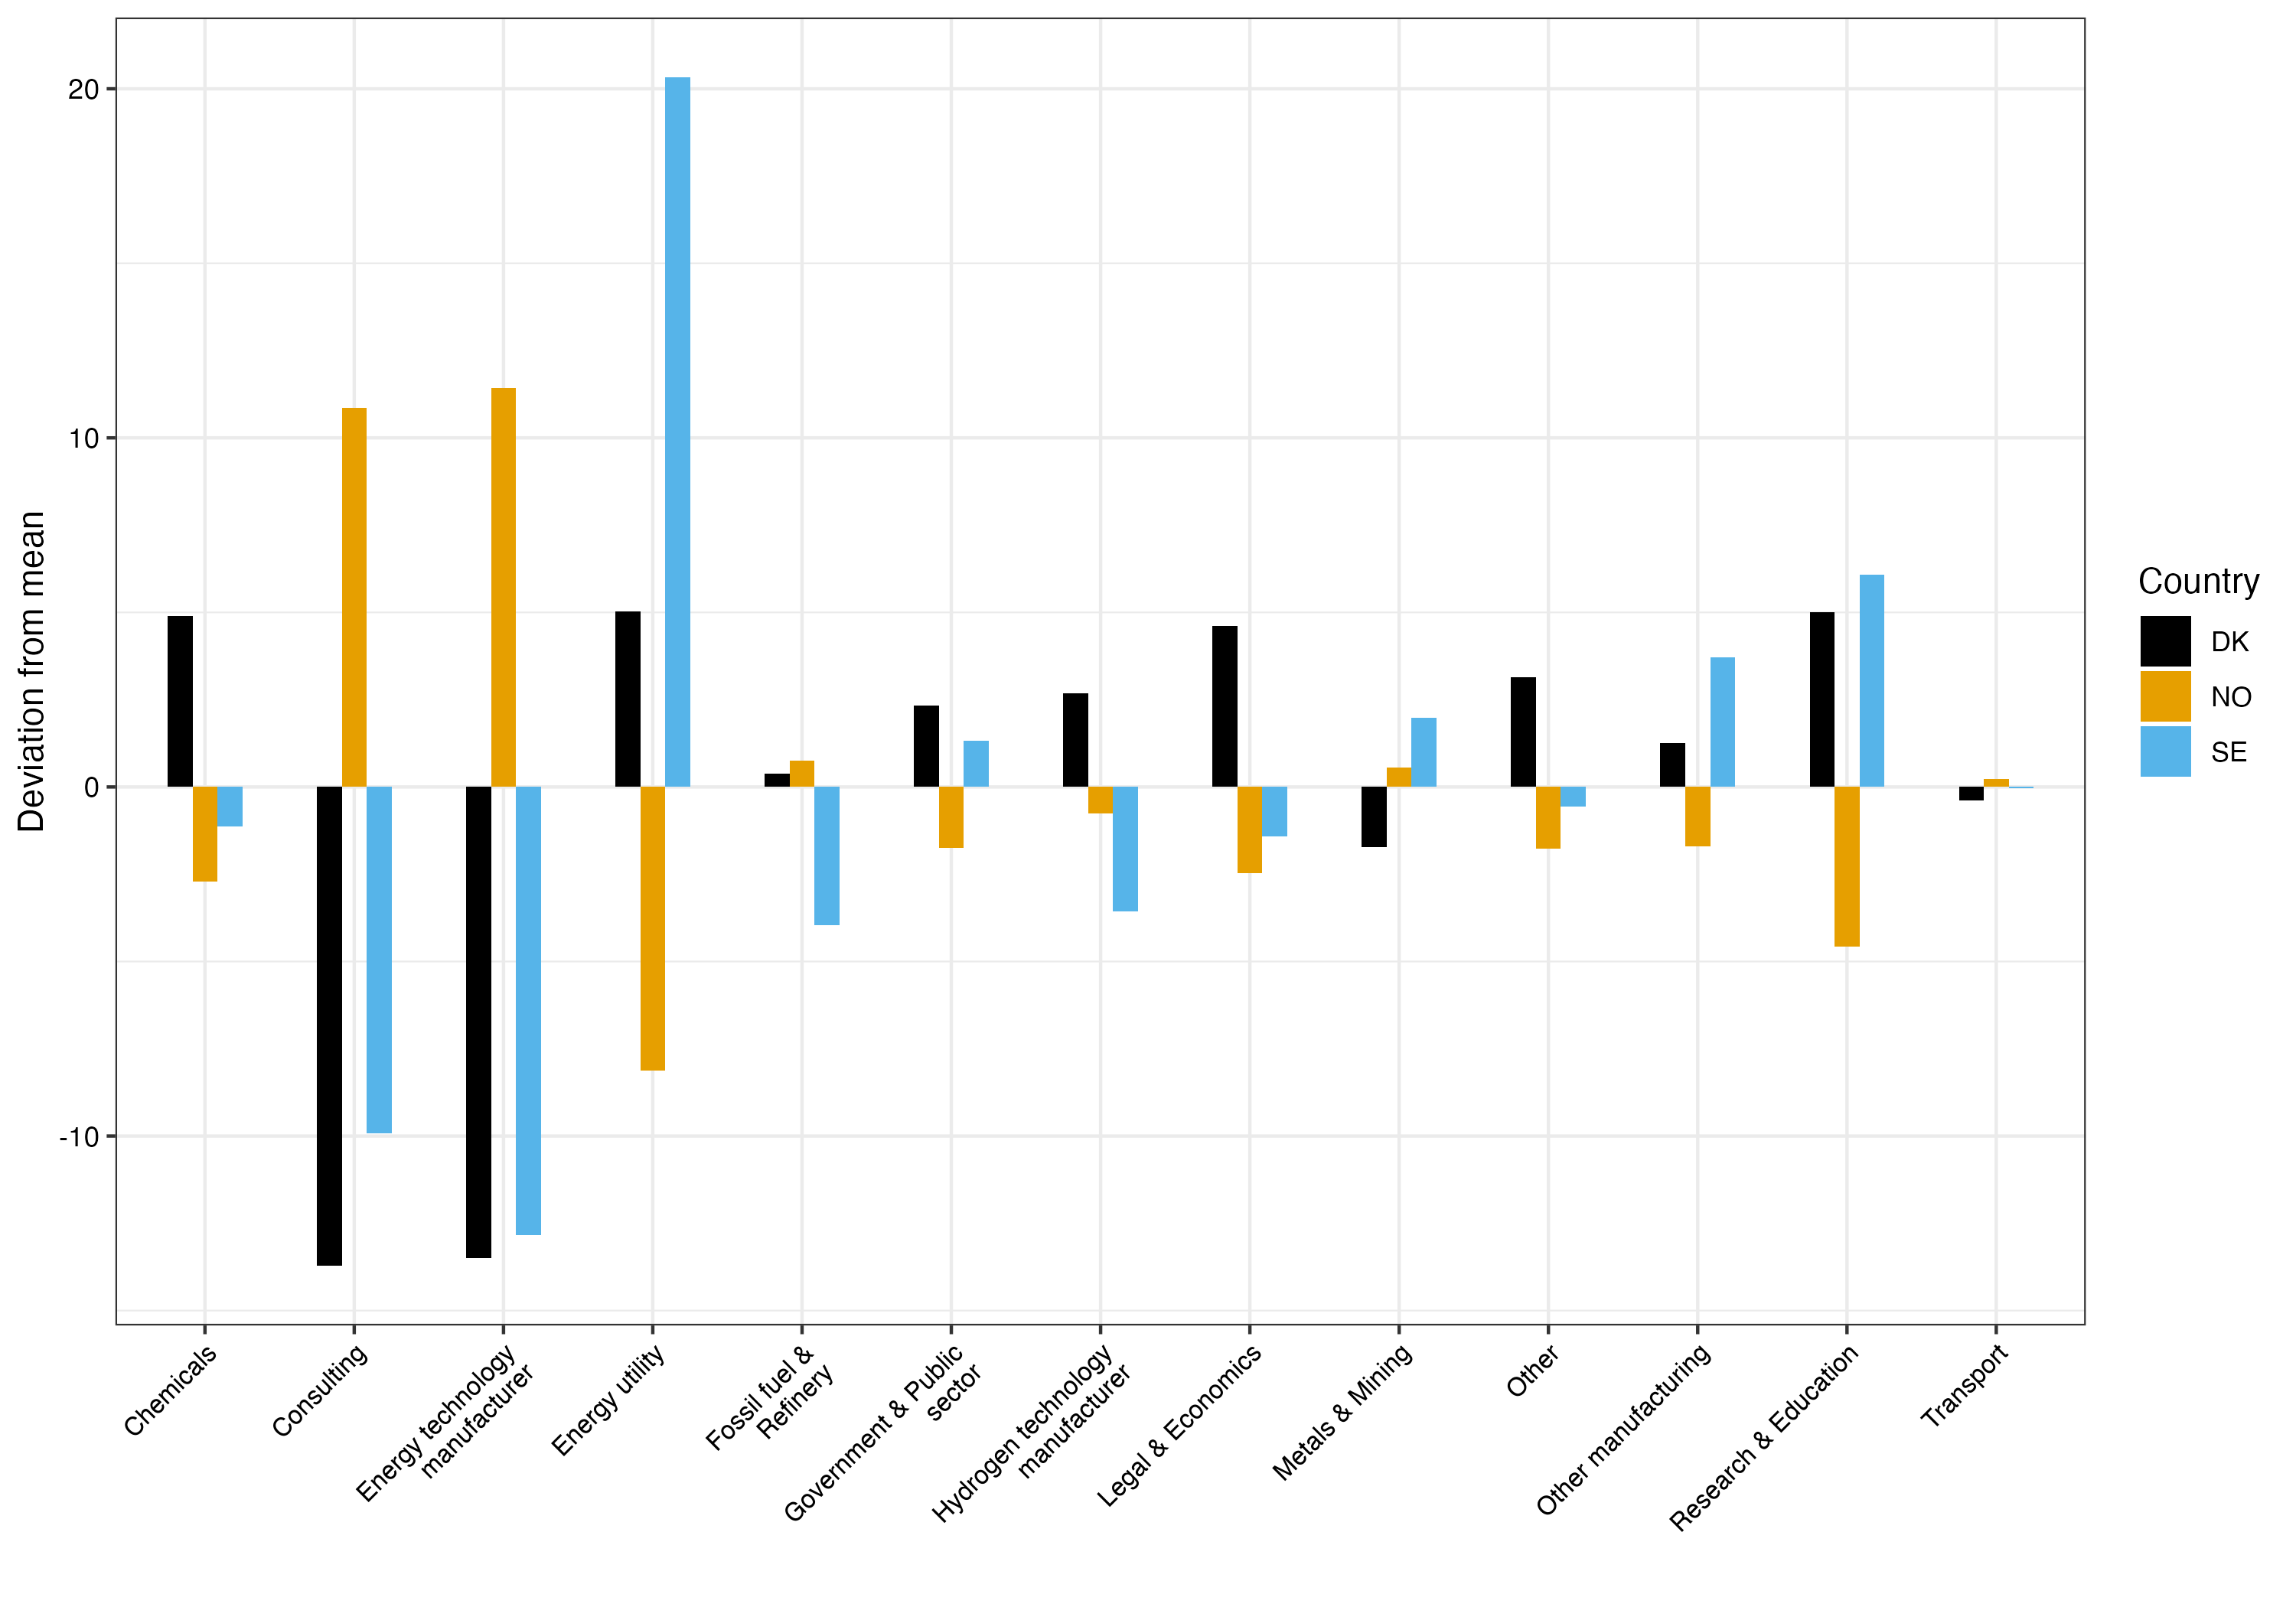 Deviation from mean
20
10
0
-10
Chemicals
Consulting
Energy technology
manufacturer
Energy utility
Fossil fuel &
Refinery
Government & Public
sector
Hydrogen technology
manufacturer
Legal & Economics
Metals & Mining
Other
Other manufacturing
Research & Education
Transport
Country
DK
NO
SE